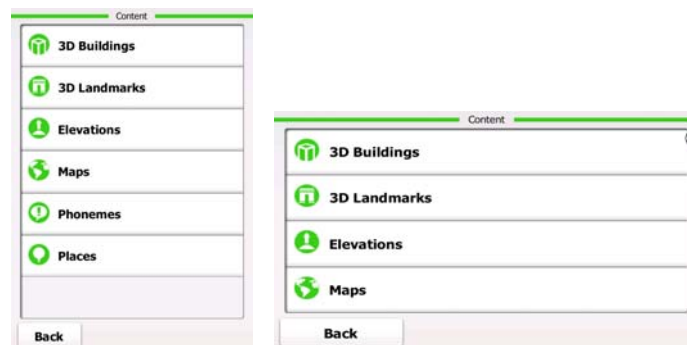 Content
3D Buildings
3D Landmarks
Elevations
Maps
Phonemes
Places
Back
Content
3D Buildings
3D Landmarks
Elevations
Maps
Back